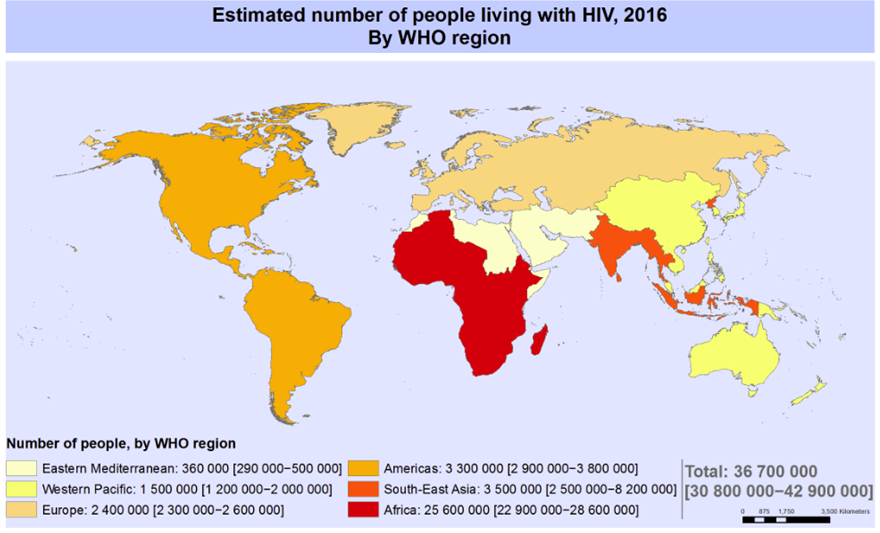 Estimated number of people living with HIV, 2016
By WHO region
Number of people, by WHO region
Eastern Mediterranean: 360 000 [290 000–500 000]
Western Pacific: 1 500 000 [1 200 000–2 000 000]
Europe: 2 400 000 [2 300 000–2 600 000]
Americas: 3 300 000 [2 900 000–3 800 000]
South-East Asia: 3 500 000 [2 500 000–8 200 000]
Africa: 25 600 000 [22 900 000–28 600 000]
Total: 36 700 000
[30 800 000–42 900 000]
0 875 1,750 3,500 Kilometers